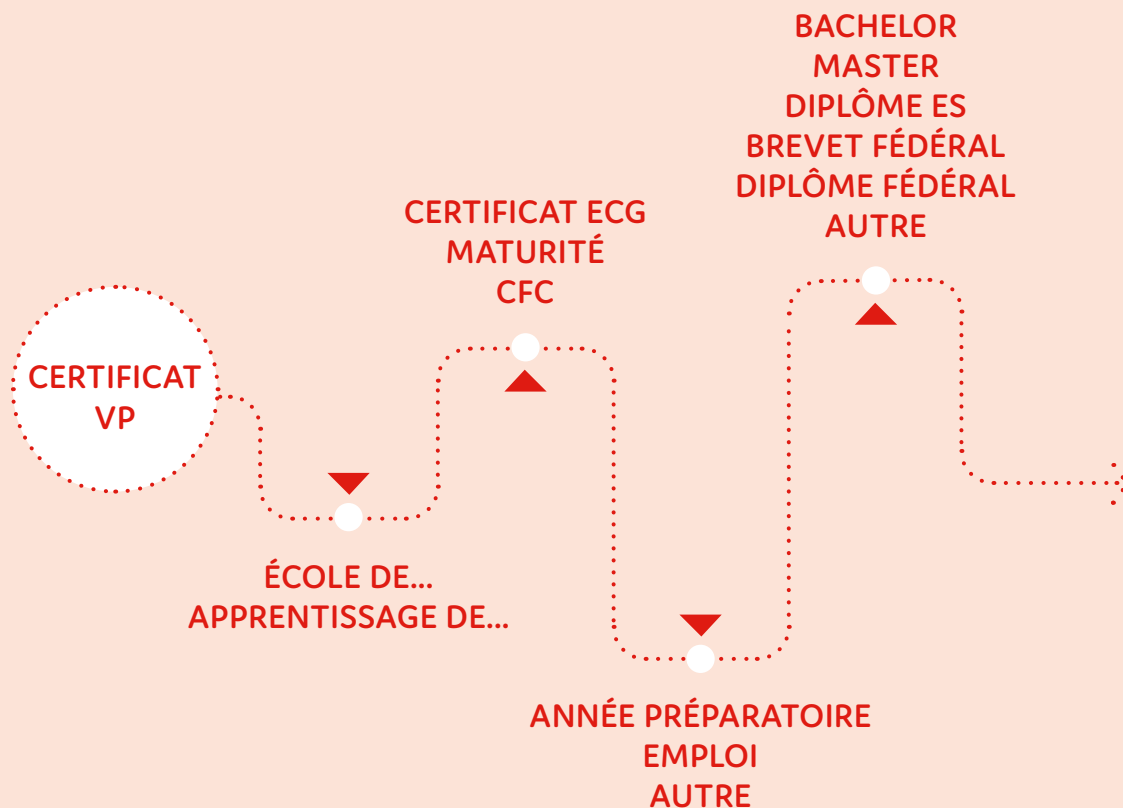 CERTIFICAT
VP
ÉCOLE DE...
APPRENTISSAGE DE...
CERTIFICAT ECG
MATURITÉ
CFC
ANNÉE PRÉPARATOIRE
EMPLOI
AUTRE
BACHELOR
MASTER
DIPLÔME ES
BREVET FÉDÉRAL
DIPLÔME FÉDÉRAL
AUTRE